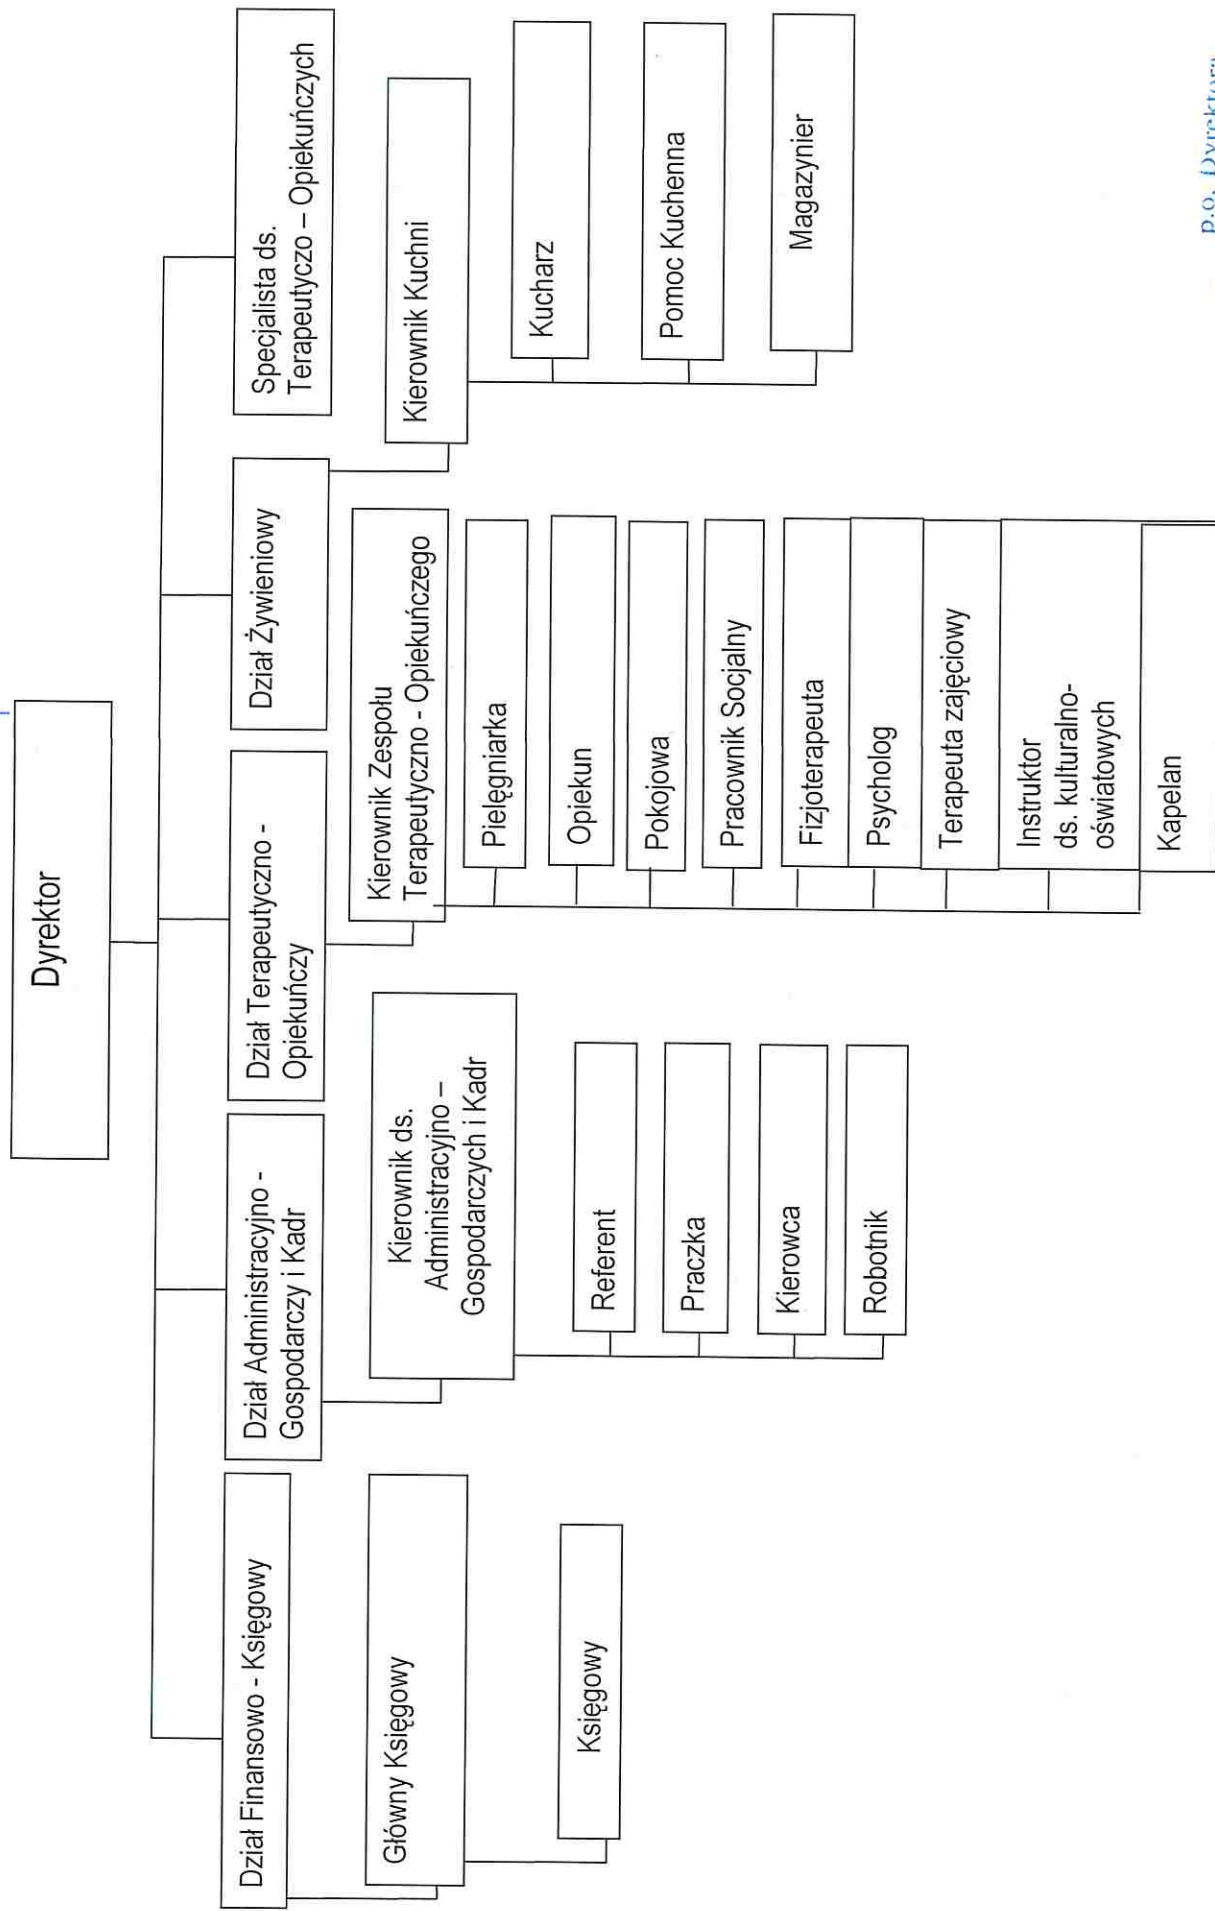 Dyrektor
Dział Finansowo - Księgowy
Dział Administracyjno -
Gospodarczy i Kadr
Dział Terapeutyczno -
Opiekuńczy
Dział Żywieniowy
Specjalista ds.
Terapeutyczo – Opiekuńczych
Główny Księgowy
Księgowy
Kierownik ds.
Administracyjno –
Gospodarczych i Kadr
Referent
Praczka
Kierowca
Robotnik
Kierownik Zespołu
Terapeutyczno - Opiekuńczego
Pielęgniarka
Opiekun
Pokojowa
Pracownik Socjalny
Fizjoterapeuta
Psycholog
Terapeuta zajęciowy
Instruktor
ds. kulturalno-
oświatowych
Kapelan
Kierownik Kuchni
Kucharz
Pomoc Kuchenna
Magazynier
p.o. Dyrektora